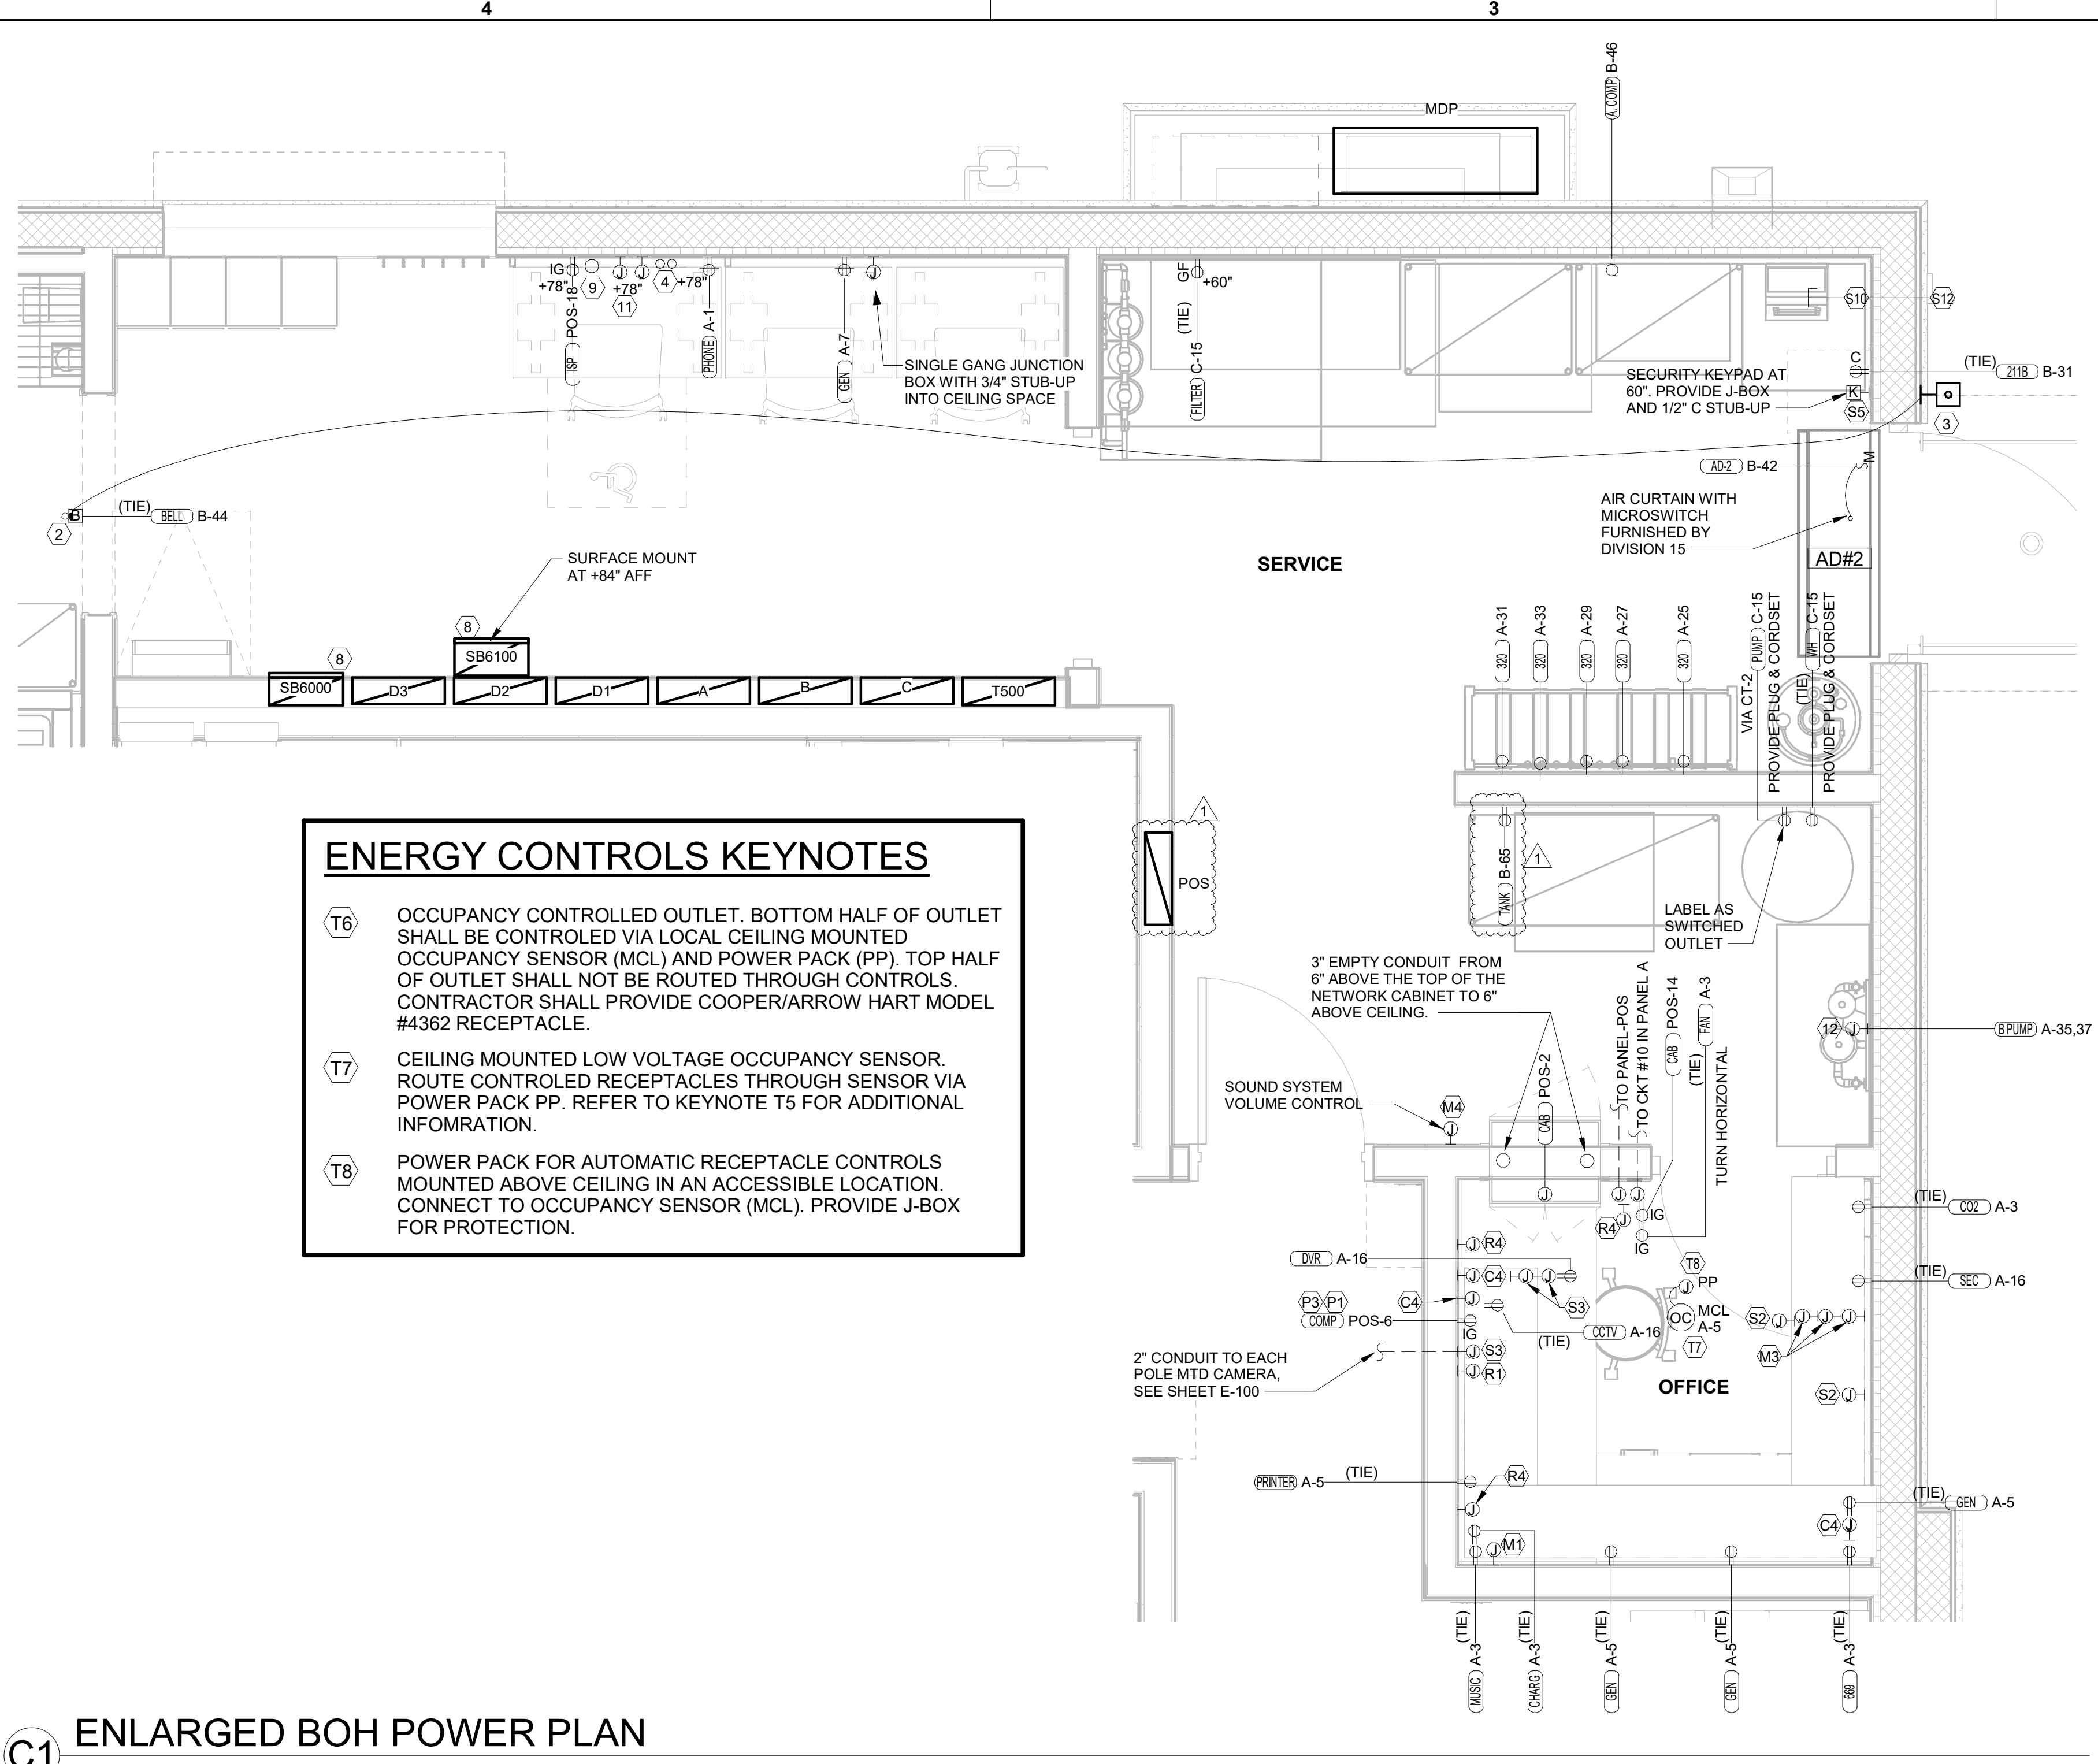 4
3
MDP
A. COMP B-46
IG
+78"
9
J
J
+78"
11
4
+78"
J
ISP POS-18
PHONE A-1
GEN A-7
SINGLE GANG JUNCTION
BOX WITH 3/4" STUB-UP
INTO CEILING SPACE
GF
+60"
FILTER C-15 (TIE)
S10
S12
C
(TIE)
211B B-31
SECURITY KEYPAD AT
60". PROVIDE J-BOX
AND 1/2" C STUB-UP
K
S5
3
AD-2 B-42
M
AIR CURTAIN WITH
MICROSWITCH
FURNISHED BY
DIVISION 15
AD#2
B
2
(TIE)
BELL B-44
SURFACE MOUNT
AT +84" AFF
SERVICE
8
SB6100
8
SB6000
D3
D2
D1
A
B
C
T500
320 A-31
320 A-33
320 A-29
320 A-27
320 A-25
VIA CT-2
PUMP C-15
PROVIDE PLUG & CORDSET
(TIE)
WH C-15
PROVIDE PLUG & CORDSET
1
POS
TANK B-65
1
LABEL AS
SWITCHED
OUTLET
ENERGY CONTROLS KEYNOTES
T6
OCCUPANCY CONTROLLED OUTLET. BOTTOM HALF OF OUTLET
SHALL BE CONTROLED VIA LOCAL CEILING MOUNTED
OCCUPANCY SENSOR (MCL) AND POWER PACK (PP). TOP HALF
OF OUTLET SHALL NOT BE ROUTED THROUGH CONTROLS.
CONTRACTOR SHALL PROVIDE COOPER/ARROW HART MODEL
#4362 RECEPTACLE.
T7
CEILING MOUNTED LOW VOLTAGE OCCUPANCY SENSOR.
ROUTE CONTROLED RECEPTACLES THROUGH SENSOR VIA
POWER PACK PP. REFER TO KEYNOTE T5 FOR ADDITIONAL
INFOMRATION.
T8
POWER PACK FOR AUTOMATIC RECEPTACLE CONTROLS
MOUNTED ABOVE CEILING IN AN ACCESSIBLE LOCATION.
CONNECT TO OCCUPANCY SENSOR (MCL). PROVIDE J-BOX
FOR PROTECTION.
3" EMPTY CONDUIT FROM
6" ABOVE THE TOP OF THE
NETWORK CABINET TO 6"
ABOVE CEILING.
12
J
B PUMP A-35,37
SOUND SYSTEM
VOLUME CONTROL
M4
J
CAB POS-2
TO PANEL-POS
TO CKT #10 IN PANEL A
CAB POS-14
(TIE)
FAN A-3
TURN HORIZONTAL
J
J
J
R4
J
IG
IG
(TIE)
CO2 A-3
J
R4
DVR A-16
J
C4
J
J
S3
T8
J
PP
(TIE)
SEC A-16
P3
P1
C4
J
COMP POS-6
IG
(TIE)
CCTV A-16
OC
MCL
A-5
T7
S2
J
J
J
J
M3
2" CONDUIT TO EACH
POLE MTD CAMERA,
SEE SHEET E-100
J
S3
J
R1
OFFICE
S2
J
PRINTER A-5
(TIE)
R4
J
(TIE)
GEN A-5
C4
J
J
M1
(TIE)
MUSIC A-3
(TIE)
CHARG A-3
(TIE)
GEN A-5
(TIE)
GEN A-5
(TIE)
669 A-3
C1
ENLARGED BOH POWER PLAN